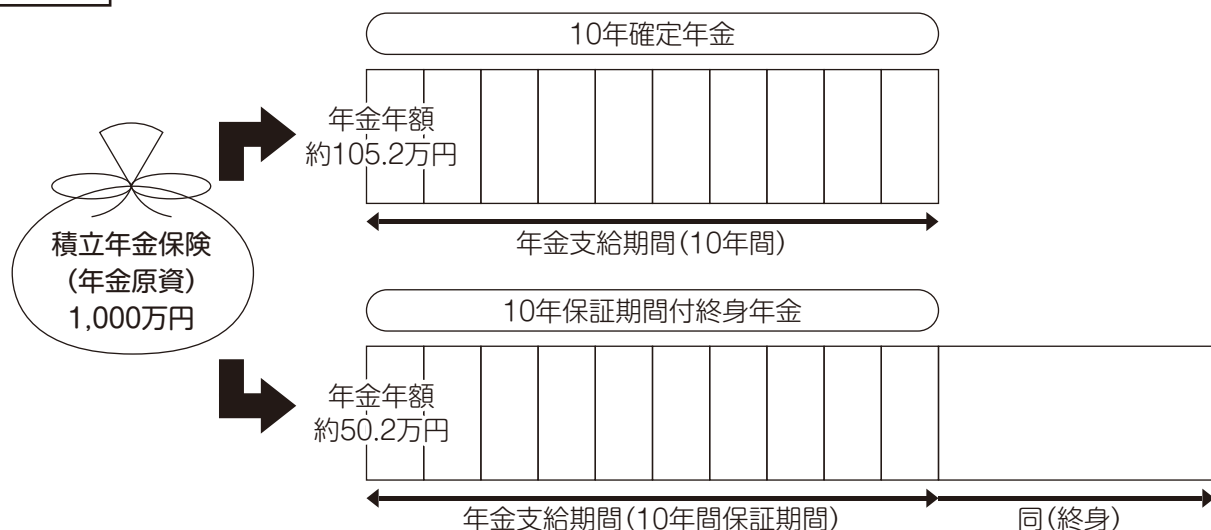 10年確定年金
年金年額
約105.2万円
年金支給期間(10年間)
積立年金保険
(年金原資)
1,000万円
10年保証期間付終身年金
年金年額
約50.2万円
年金支給期間(10年間保証期間)
同(終身)